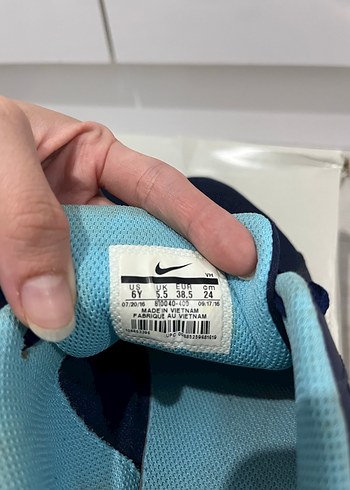 VH
US UK EUR cm
6Y 5.5 38.5 24
07/20/16 810040-405 09/17/16
MADE IN VIETNAM
FABRIQUÉ AU VIETNAM